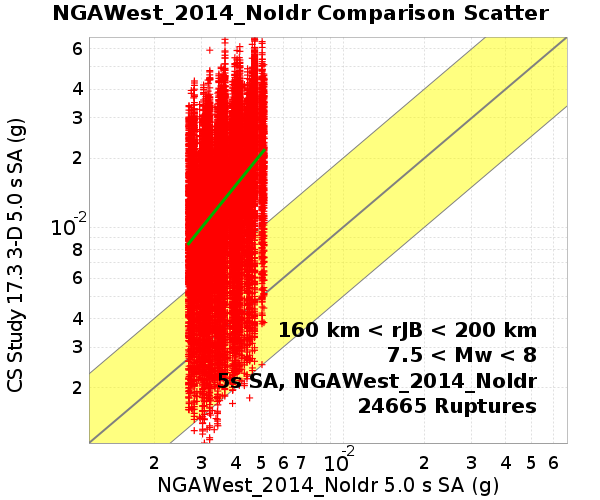 NGAWest_2014_NoIdr Comparison Scatter
CS Study 17.3 3-D 5.0 s SA (g)
6
4
3
2
10-2
8
6
4
3
2
160 km < rJB < 200 km
7.5 < Mw < 8
5s SA, NGAWest_2014_NoIdr
24665 Ruptures
2 3 4 5 6 7 10-2 2 3 4 5 6
NGAWest_2014_NoIdr 5.0 s SA (g)